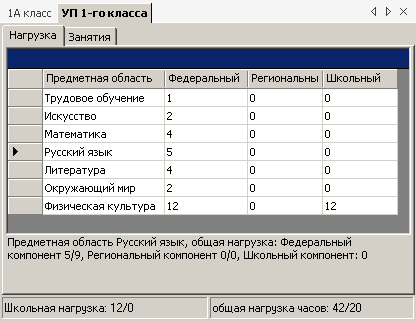 1А класс УП 1-го класса
Нагрузка Занятия
Предметная область Федеральный Региональны Школьный
Трудовое обучение 1 0 0
Искусство 2 0 0
Математика 4 0 0
Русский язык 5 0 0
Литература 4 0 0
Окружающий мир 2 0 0
Физическая культура 12 0 12
Предметная область Русский язык, общая нагрузка: Федеральный
компонент 5/9, Региональный компонент 0/0, Школьный компонент: 0
Школьная нагрузка: 12/0 общая нагрузка часов: 42/20